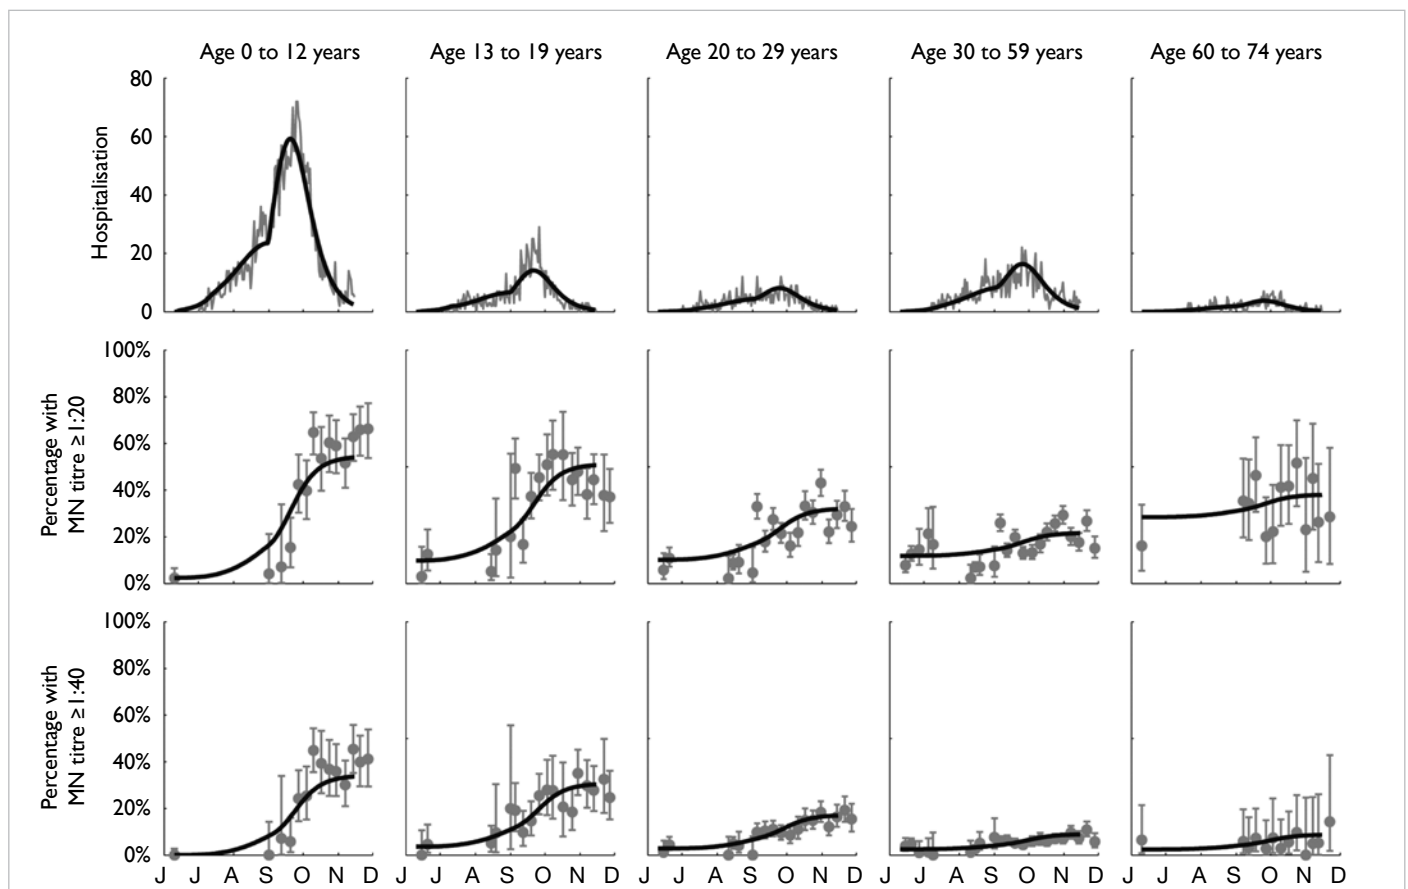 Age 0 to 12 years
Age 13 to 19 years
Age 20 to 29 years
Age 30 to 59 years
Age 60 to 74 years
Hospitalisation
80
60
40
20
0
Percentage with
MN titre ≥1:20
100%
80%
60%
40%
20%
0%
Percentage with
MN titre ≥1:40
100%
80%
60%
40%
20%
0%
J J A S O N D
J J A S O N D
J J A S O N D
J J A S O N D
J J A S O N D